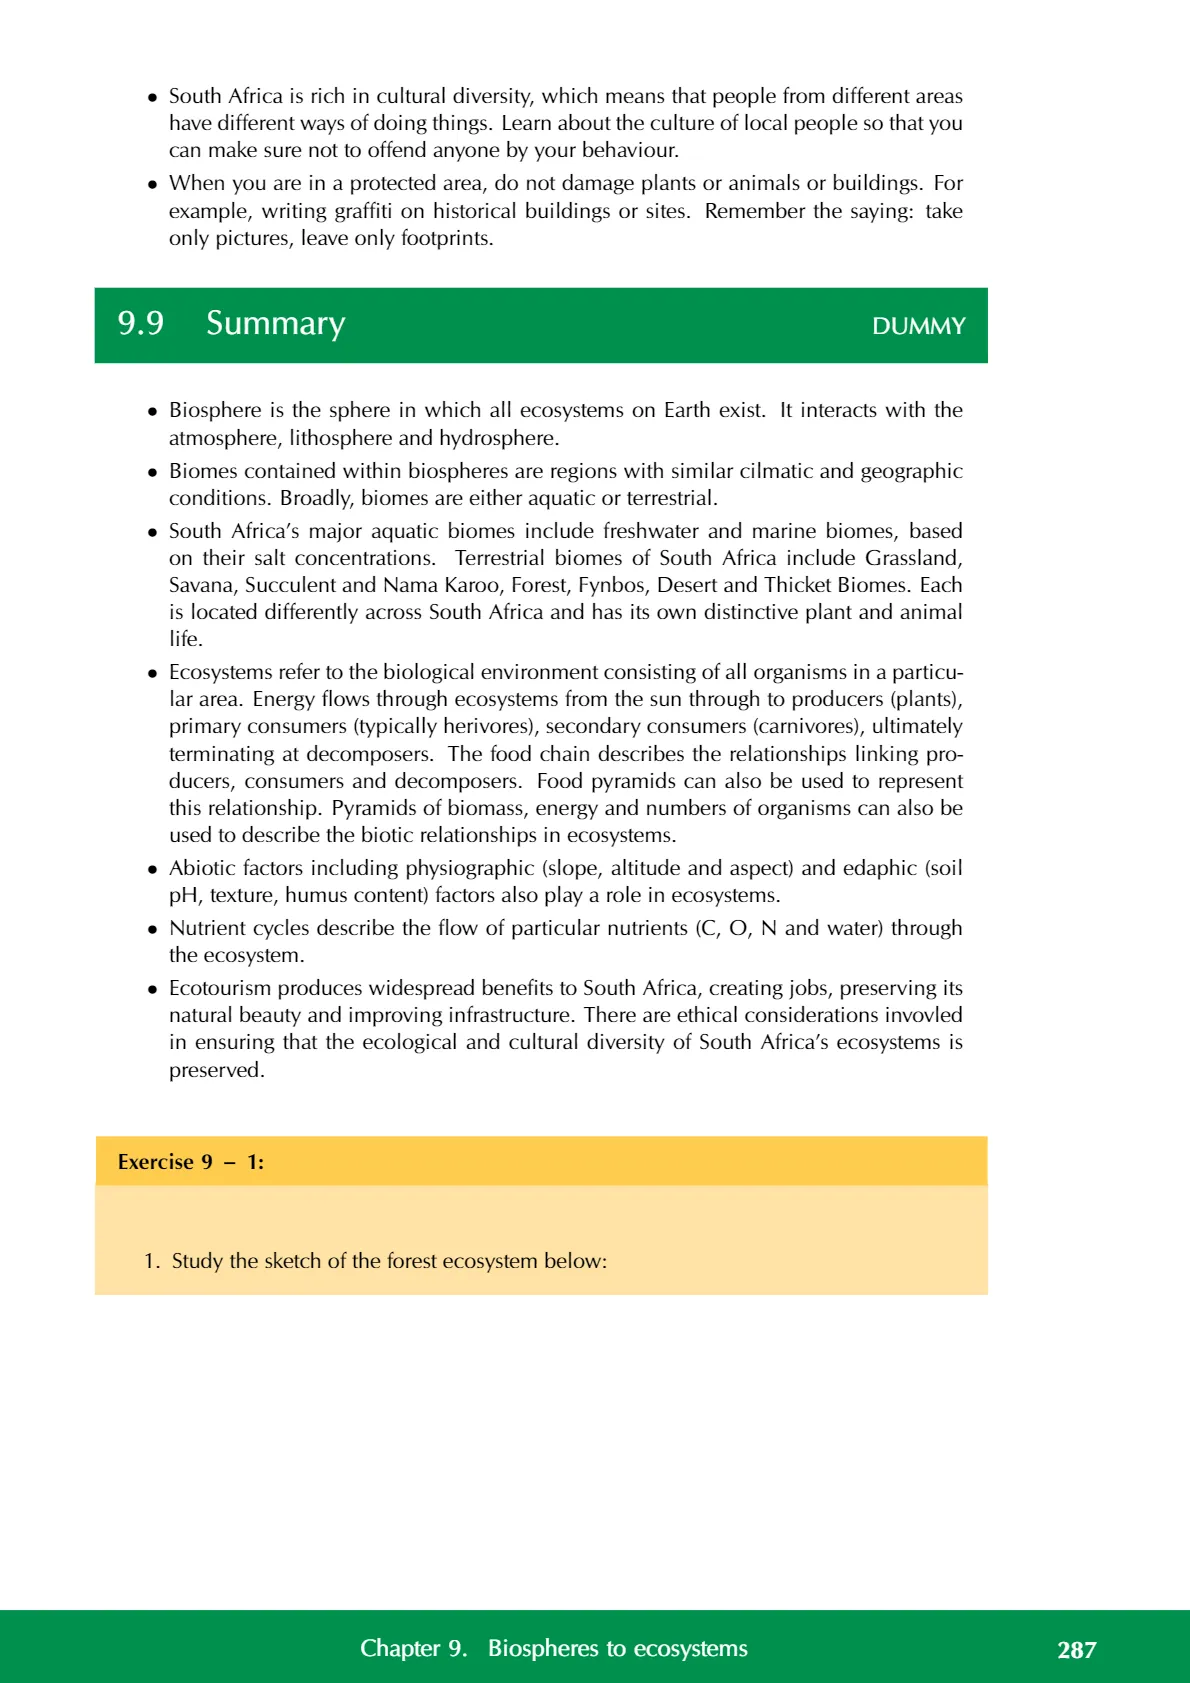 • South Africa is rich in cultural diversity, which means that people from different areas
have different ways of doing things. Learn about the culture of local people so that you
can make sure not to offend anyone by your behaviour.
• When you are in a protected area, do not damage plants or animals or buildings. For
example, writing graffiti on historical buildings or sites. Remember the saying: take
only pictures, leave only footprints.
9.9 Summary DUMMY
• Biosphere is the sphere in which all ecosystems on Earth exist. It interacts with the
atmosphere, lithosphere and hydrosphere.
• Biomes contained within biospheres are regions with similar cilmatic and geographic
conditions. Broadly, biomes are either aquatic or terrestrial.
• South Africa's major aquatic biomes include freshwater and marine biomes, based
on their salt concentrations. Terrestrial biomes of South Africa include Grassland,
Savana, Succulent and Nama Karoo, Forest, Fynbos, Desert and Thicket Biomes. Each
is located differently across South Africa and has its own distinctive plant and animal
life.
• Ecosystems refer to the biological environment consisting of all organisms in a particu-
lar area. Energy flows through ecosystems from the sun through to producers (plants),
primary consumers (typically herivores), secondary consumers (carnivores), ultimately
terminating at decomposers. The food chain describes the relationships linking pro-
ducers, consumers and decomposers. Food pyramids can also be used to represent
this relationship. Pyramids of biomass, energy and numbers of organisms can also be
used to describe the biotic relationships in ecosystems.
• Abiotic factors including physiographic (slope, altitude and aspect) and edaphic (soil
pH, texture, humus content) factors also play a role in ecosystems.
• Nutrient cycles describe the flow of particular nutrients (C, O, N and water) through
the ecosystem.
• Ecotourism produces widespread benefits to South Africa, creating jobs, preserving its
natural beauty and improving infrastructure. There are ethical considerations invovled
in ensuring that the ecological and cultural diversity of South Africa's ecosystems is
preserved.
Exercise 9 – 1:
1. Study the sketch of the forest ecosystem below:
Chapter 9. Biospheres to ecosystems 287